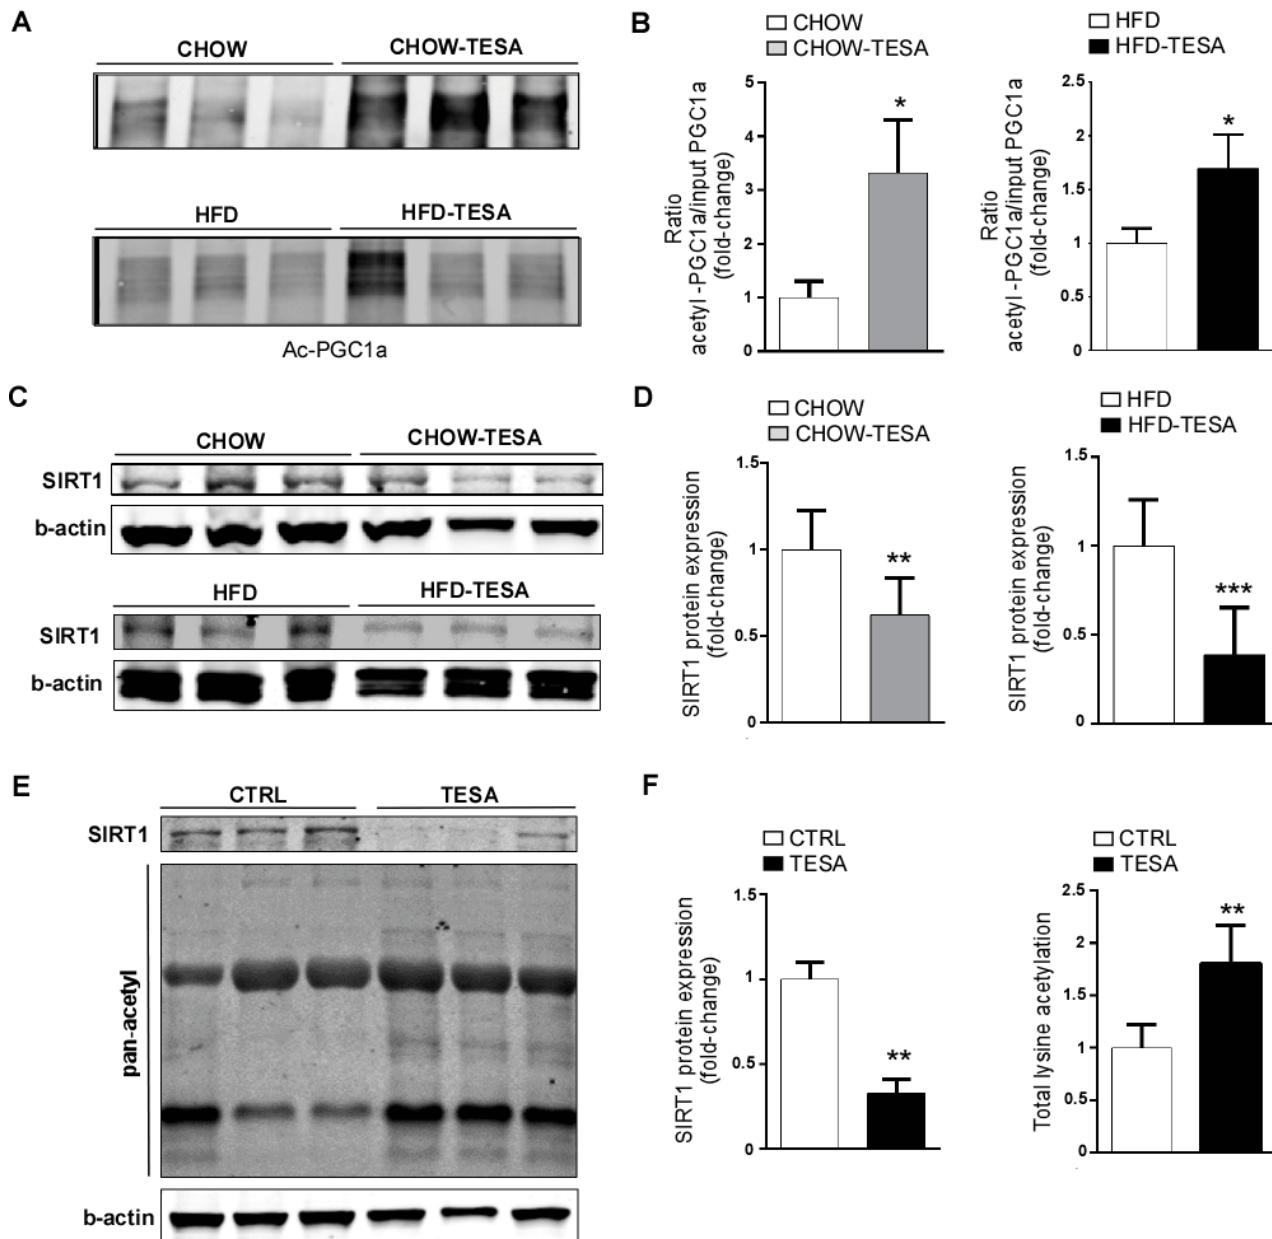 A
CHOW
CHOW-TESA
HFD
HFD-TESA
Ac-PGC1a
B
CHOW
CHOW-TESA
Ratio
acetyl -PGC1a/input PGC1a
(fold-change)
5
4
3
2
1
0
*
HFD
HFD-TESA
Ratio
acetyl -PGC1a/input PGC1a
(fold-change)
2.5
2
1.5
1
0.5
0
*
C
CHOW
CHOW-TESA
SIRT1
b-actin
HFD
HFD-TESA
SIRT1
b-actin
D
CHOW
CHOW-TESA
SIRT1 protein expression
(fold-change)
1.5
1
0.5
0
**
HFD
HFD-TESA
SIRT1 protein expression
(fold-change)
1.5
1
0.5
0
***
E
CTRL
TESA
SIRT1
pan-acetyl
b-actin
F
CTRL
TESA
SIRT1 protein expression
(fold-change)
1.5
1
0.5
0
**
CTRL
TESA
Total lysine acetylation
2.5
2
1.5
1
0.5
0
**